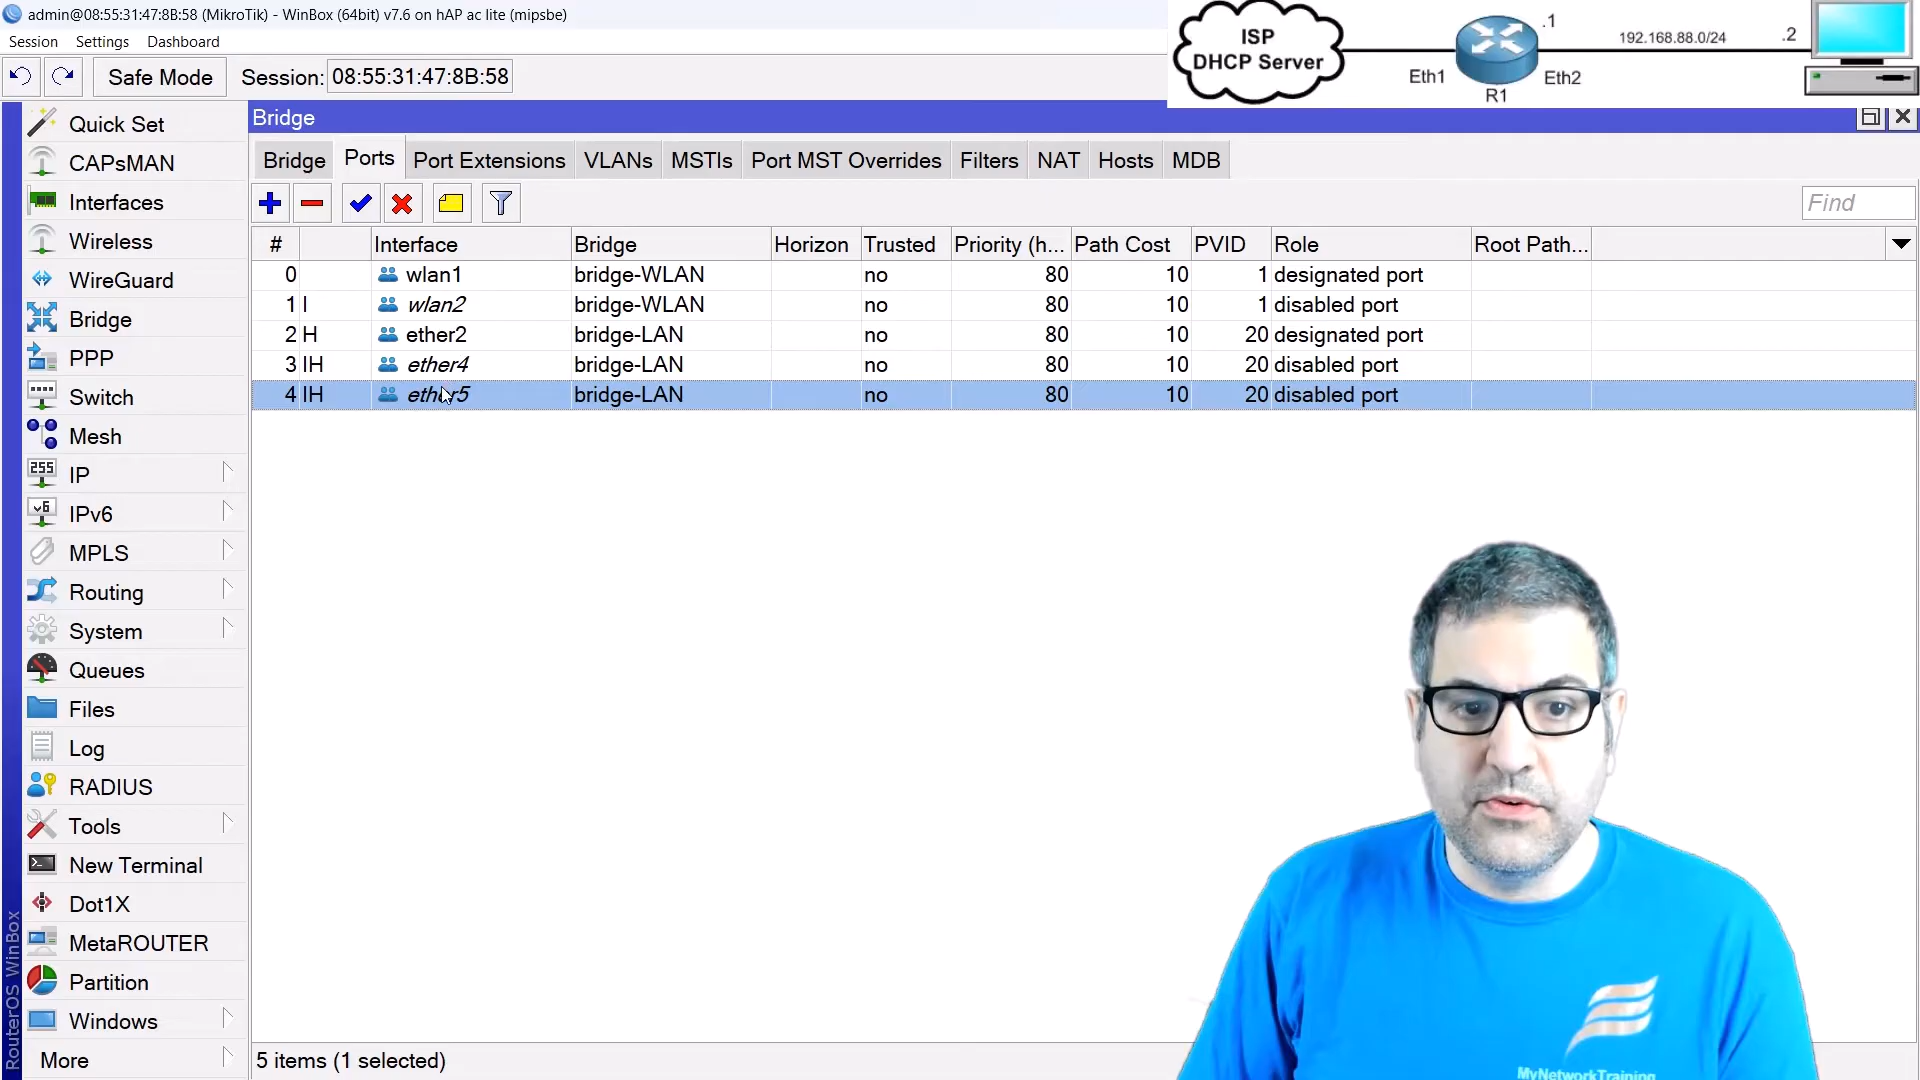 admin@08:55:31:47:8B:58 (MikroTik) - WinBox (64bit) v7.6 on hAP ac lite (mipsbe)
Session Settings Dashboard
Safe Mode Session: 08:55:31:47:8B:58
ISP
DHCP Server
Eth1
R1
.1
Eth2
192.168.88.0/24
.2
Quick Set
CAPsMAN
Interfaces
Wireless
WireGuard
Bridge
PPP
Switch
Mesh
255 IP
v6 IPv6
MPLS
Routing
System
Queues
Files
Log
RADIUS
Tools
New Terminal
Dot1X
MetaROUTER
Partition
Windows
More
RouterOS WinBox
Bridge
Bridge Ports Port Extensions VLANs MSTIs Port MST Overrides Filters NAT Hosts MDB
Find
# Interface Bridge Horizon Trusted Priority (h... Path Cost PVID Role Root Path...
0 wlan1 bridge-WLAN no 80 10 1 designated port
1 I wlan2 bridge-WLAN no 80 10 1 disabled port
2 H ether2 bridge-LAN no 80 10 20 designated port
3 IH ether4 bridge-LAN no 80 10 20 disabled port
4 IH ether5 bridge-LAN no 80 10 20 disabled port
5 items (1 selected)
MyNetworkTraining